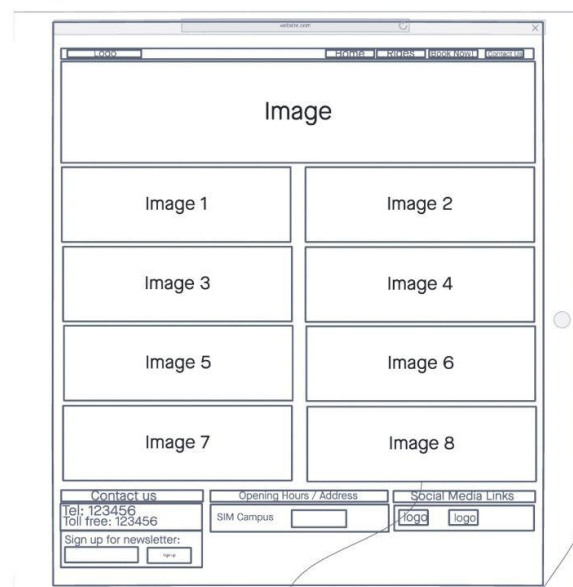 website.com
Logo Home Rides Book Now! Contact Us
Image
Image 1 Image 2
Image 3 Image 4
Image 5 Image 6
Image 7 Image 8
Contact us Opening Hours / Address Social Media Links
Tel: 123456
Toll free: 123456
SIM Campus logo logo
Sign up for newsletter:
Sign up